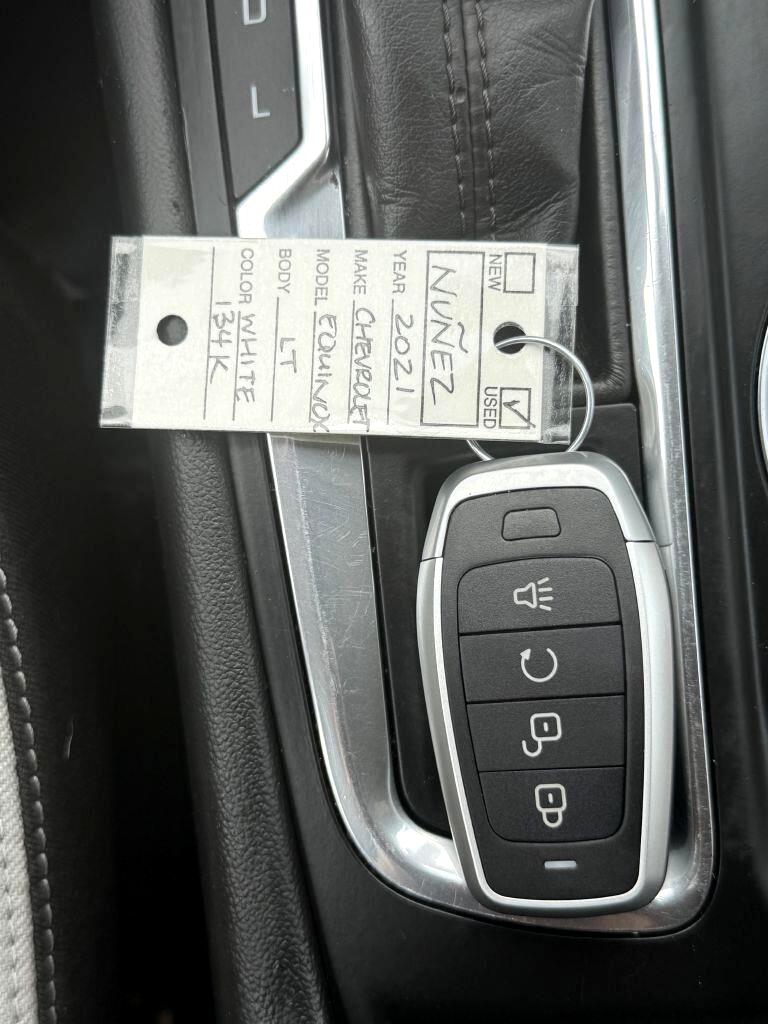 D
L
NEW
USED
NUÑEZ
YEAR 2021
MAKE CHEVROLET
MODEL EQUINOX
BODY LT
COLOR WHITE
134K